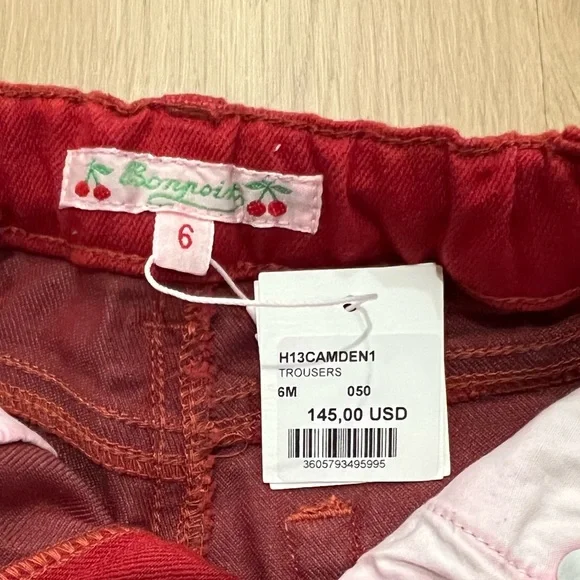 Bonpoint
6
H13CAMDEN1
TROUSERS
6M 050
145,00 USD
3605793495995